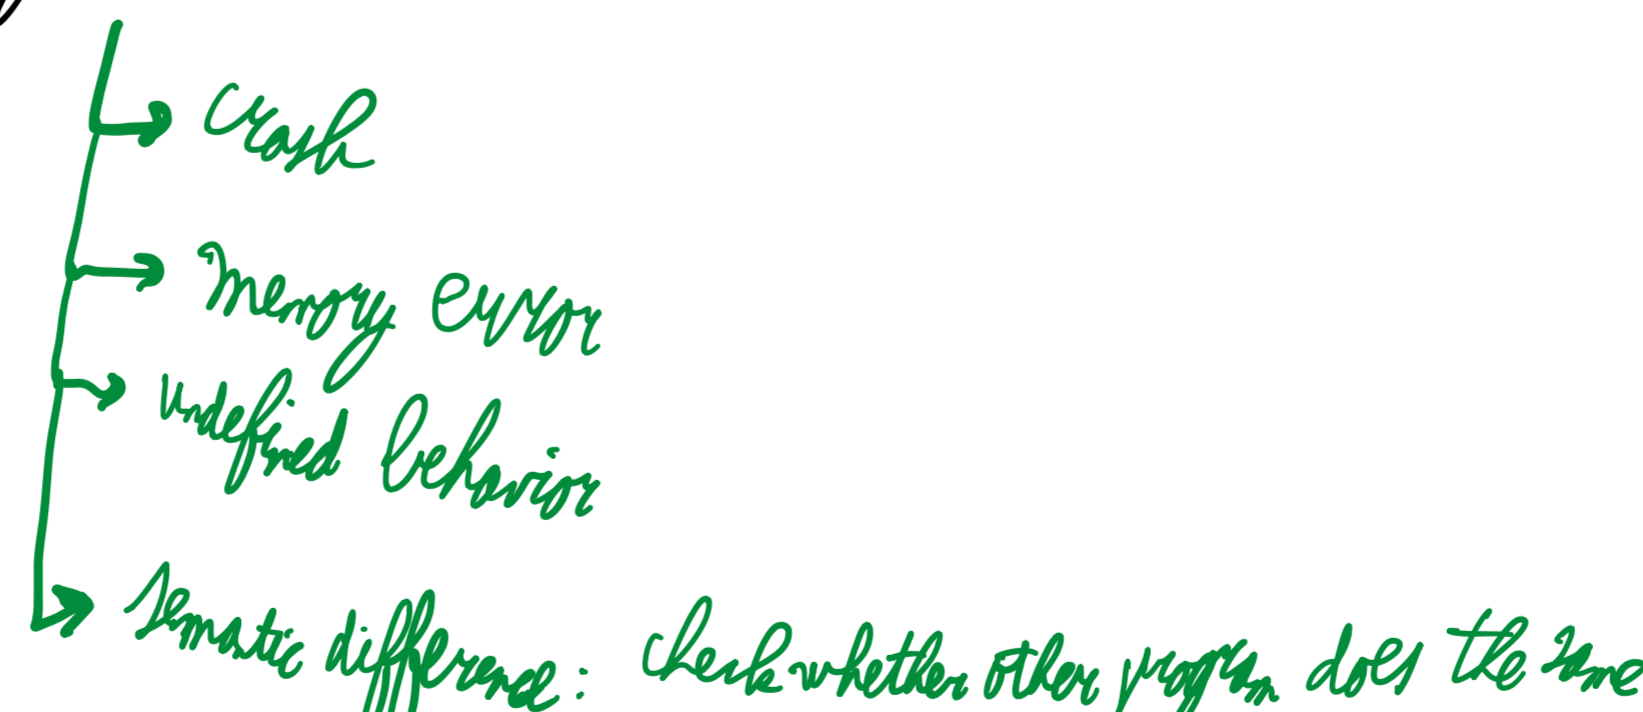 crash
memory error
undefined behavior
Sematic difference: check whether other program does the same